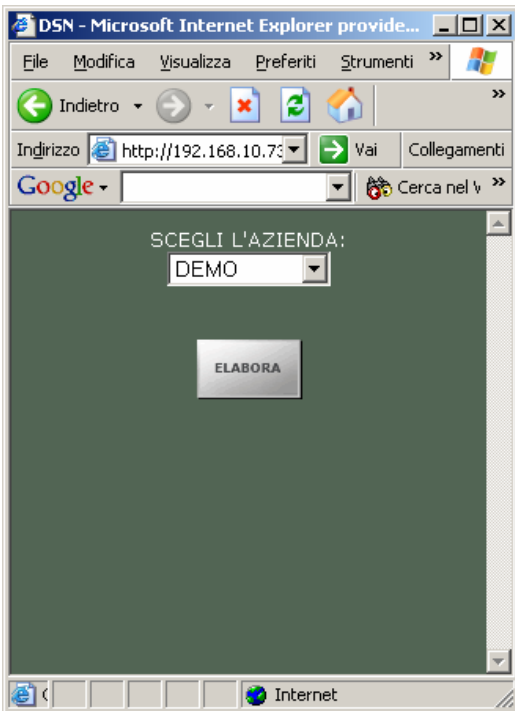 DSN - Microsoft Internet Explorer provide...
File Modifica Visualizza Preferiti Strumenti »
Indietro »
Indirizzo http://192.168.10.73 Vai Collegamenti
Google Cerca nel »
SCEGLI L'AZIENDA:
DEMO
ELABORA
Internet